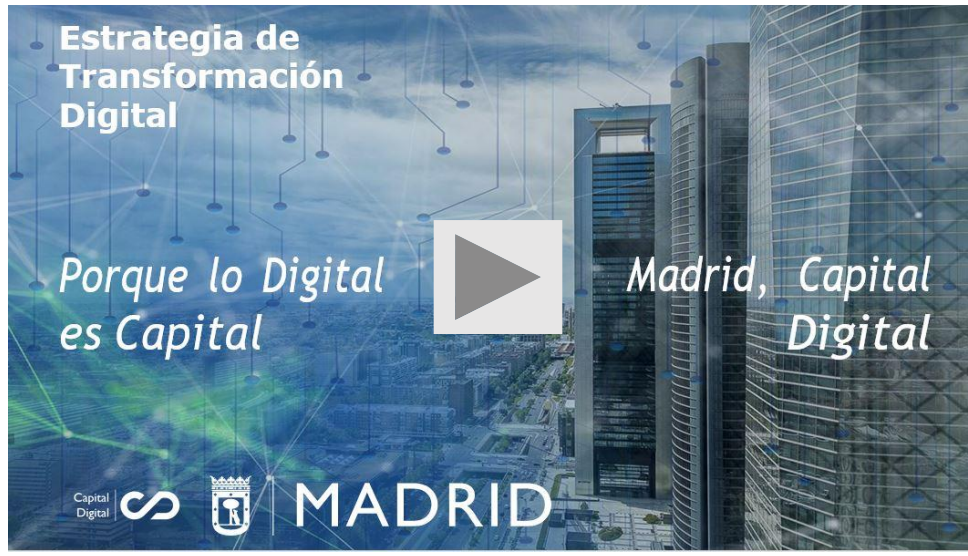 Estrategia de
Transformación
Digital
Porque lo Digital
es Capital
Madrid, Capital
Digital
Capital
Digital
MADRID